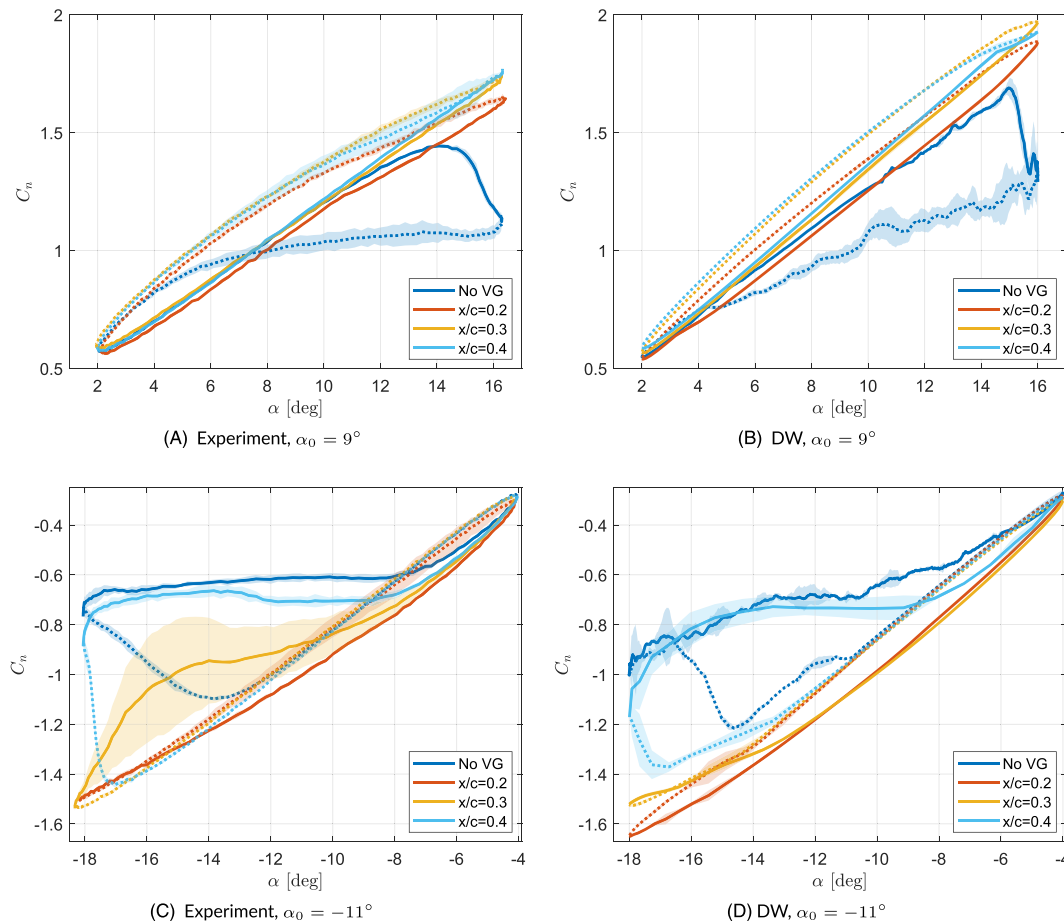 2
1.5
1
0.5
C_n
2 4 6 8 10 12 14 16
α [deg]
No VG
x/c=0.2
x/c=0.3
x/c=0.4
(A) Experiment, α₀ = 9°
2
1.5
1
0.5
C_n
2 4 6 8 10 12 14 16
α [deg]
No VG
x/c=0.2
x/c=0.3
x/c=0.4
(B) DW, α₀ = 9°
-0.4
-0.6
-0.8
-1
-1.2
-1.4
-1.6
C_n
-18 -16 -14 -12 -10 -8 -6 -4
α [deg]
No VG
x/c=0.2
x/c=0.3
x/c=0.4
(C) Experiment, α₀ = −11°
-0.4
-0.6
-0.8
-1
-1.2
-1.4
-1.6
C_n
-18 -16 -14 -12 -10 -8 -6 -4
α [deg]
No VG
x/c=0.2
x/c=0.3
x/c=0.4
(D) DW, α₀ = −11°